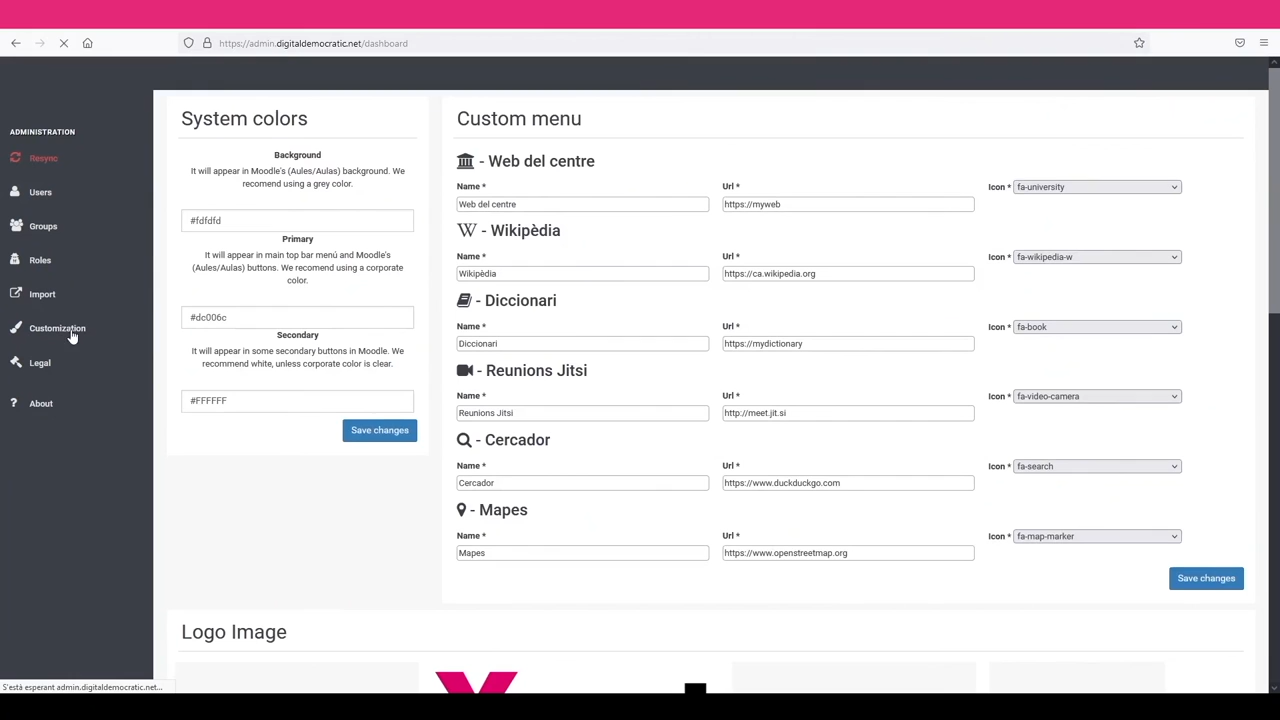 https://admin.digitaldemocratic.net/dashboard
ADMINISTRATION
Resync
Users
Groups
Roles
Import
Customization
Legal
About
System colors
Background
It will appear in Moodle's (Aules/Aulas) background. We
recomend using a grey color.
#fdfdfd
Primary
It will appear in main top bar menú and Moodle's
(Aules/Aulas) buttons. We recomend using a corporate
color.
#dc006c
Secondary
It will appear in some secondary buttons in Moodle. We
recommend white, unless corporate color is clear.
#FFFFFF
Save changes
Custom menu
- Web del centre
Name * Url * Icon * fa-university
Web del centre https://myweb
- Wikipèdia
Name * Url * Icon * fa-wikipedia-w
Wikipèdia https://ca.wikipedia.org
- Diccionari
Name * Url * Icon * fa-book
Diccionari https://mydictionary
- Reunions Jitsi
Name * Url * Icon * fa-video-camera
Reunions Jitsi http://meet.jit.si
- Cercador
Name * Url * Icon * fa-search
Cercador https://www.duckduckgo.com
- Mapes
Name * Url * Icon * fa-map-marker
Mapes https://www.openstreetmap.org
Save changes
Logo Image
S'està esperant admin.digitaldemocratic.net...